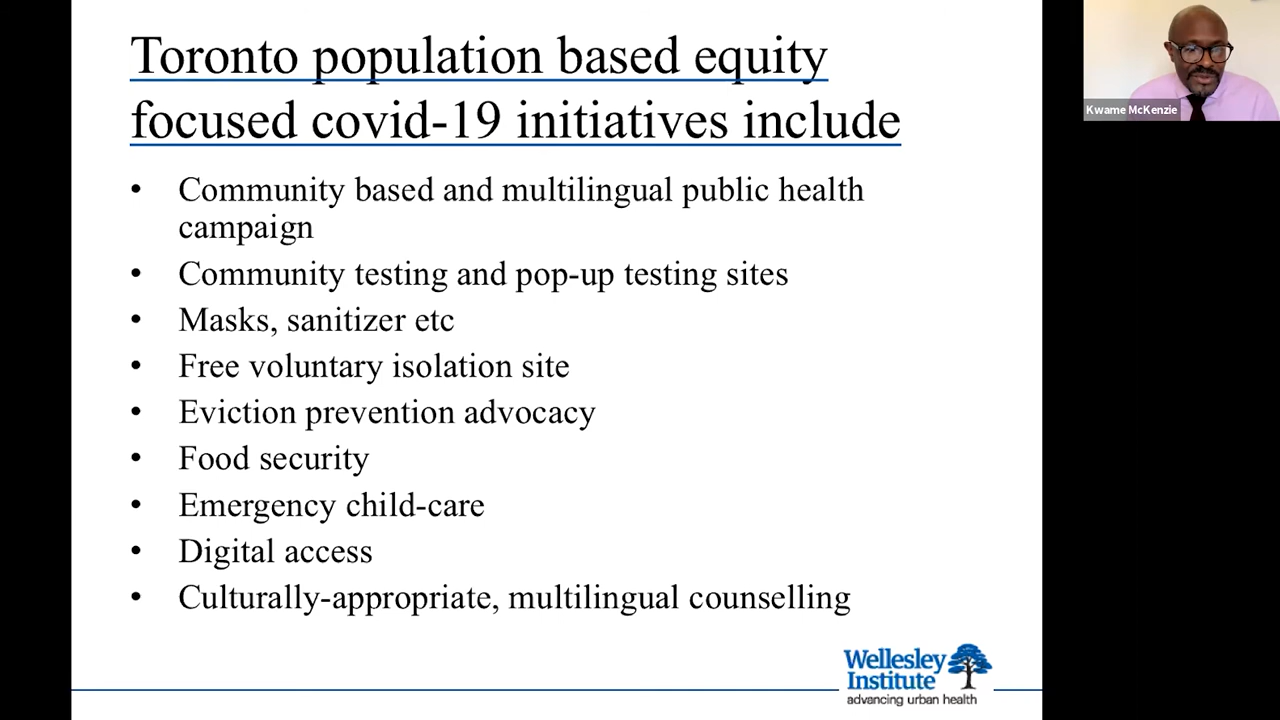 Toronto population based equity
focused covid-19 initiatives include
• Community based and multilingual public health
campaign
• Community testing and pop-up testing sites
• Masks, sanitizer etc
• Free voluntary isolation site
• Eviction prevention advocacy
• Food security
• Emergency child-care
• Digital access
• Culturally-appropriate, multilingual counselling
Wellesley
Institute
advancing urban health
Kwame McKenzie